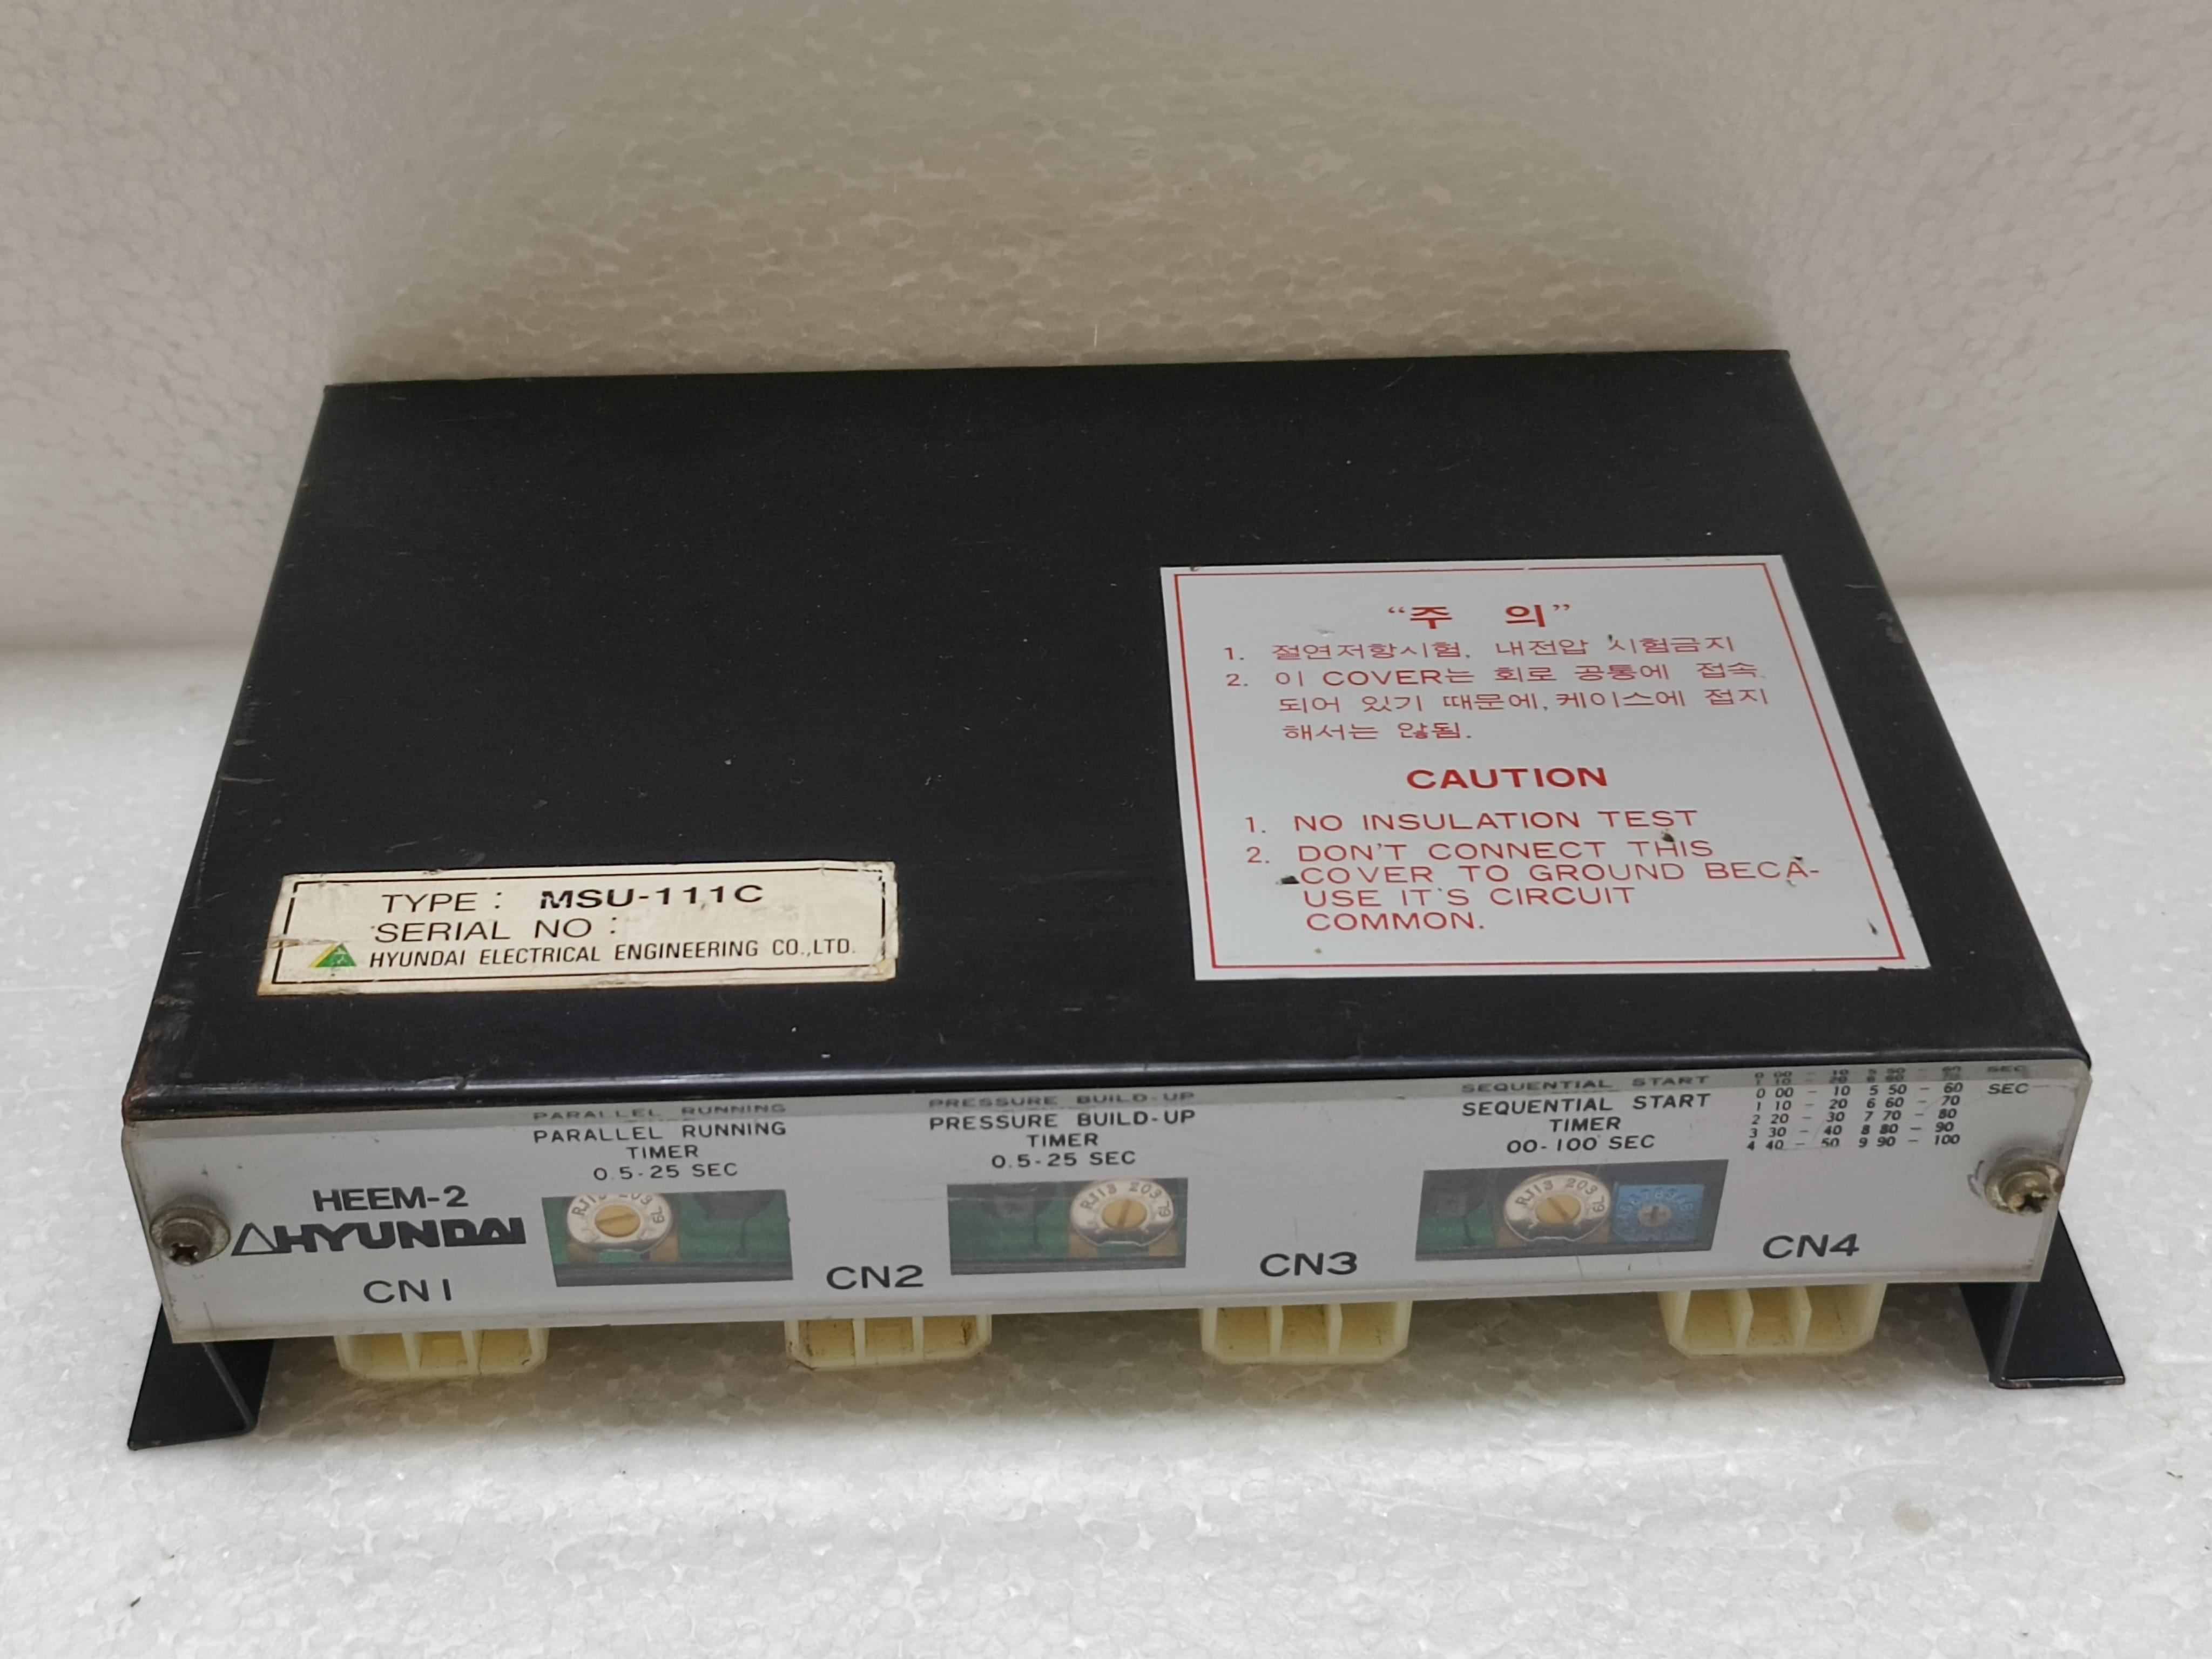 “주 의”
1. 절연저항시험, 내전압 시험금지
2. 이 COVER는 회로 공통에 접속
되어 있기 때문에, 케이스에 접지
해서는 않됨.
CAUTION
1. NO INSULATION TEST
2. DON'T CONNECT THIS
COVER TO GROUND BECA-
USE IT'S CIRCUIT
COMMON.
TYPE : MSU-111C
SERIAL NO :
HYUNDAI ELECTRICAL ENGINEERING CO.,LTD.
HEEM-2
HYUNDAI
CN1
PARALLEL RUNNING
TIMER
0.5-25 SEC
RJ13 203
CN2
PRESSURE BUILD-UP
TIMER
0.5-25 SEC
RJ13 203
CN3
SEQUENTIAL START
TIMER
00-100 SEC
RJ13 203
0 00 - 10 5 50 - 60 SEC
1 10 - 20 6 60 - 70
2 20 - 30 7 70 - 80
3 30 - 40 8 80 - 90
4 40 - 50 9 90 - 100
CN4